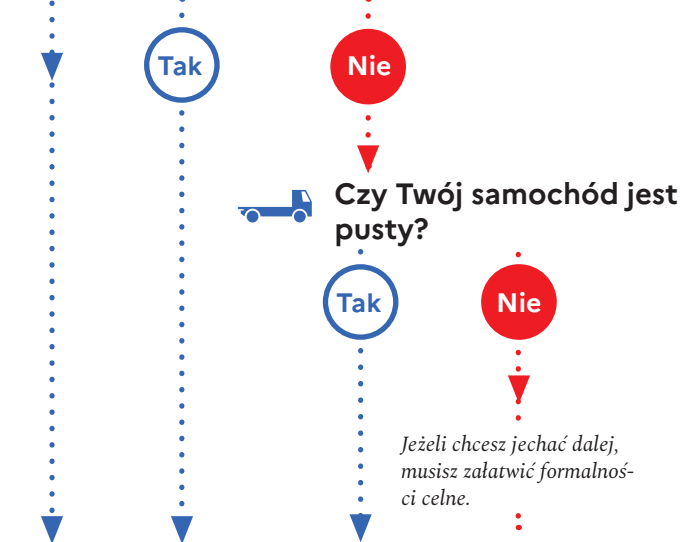 Tak
Nie
Czy Twój samochód jest
pusty?
Tak
Nie
Jeżeli chcesz jechać dalej,
musisz załatwić formalnoś-
ci celne.